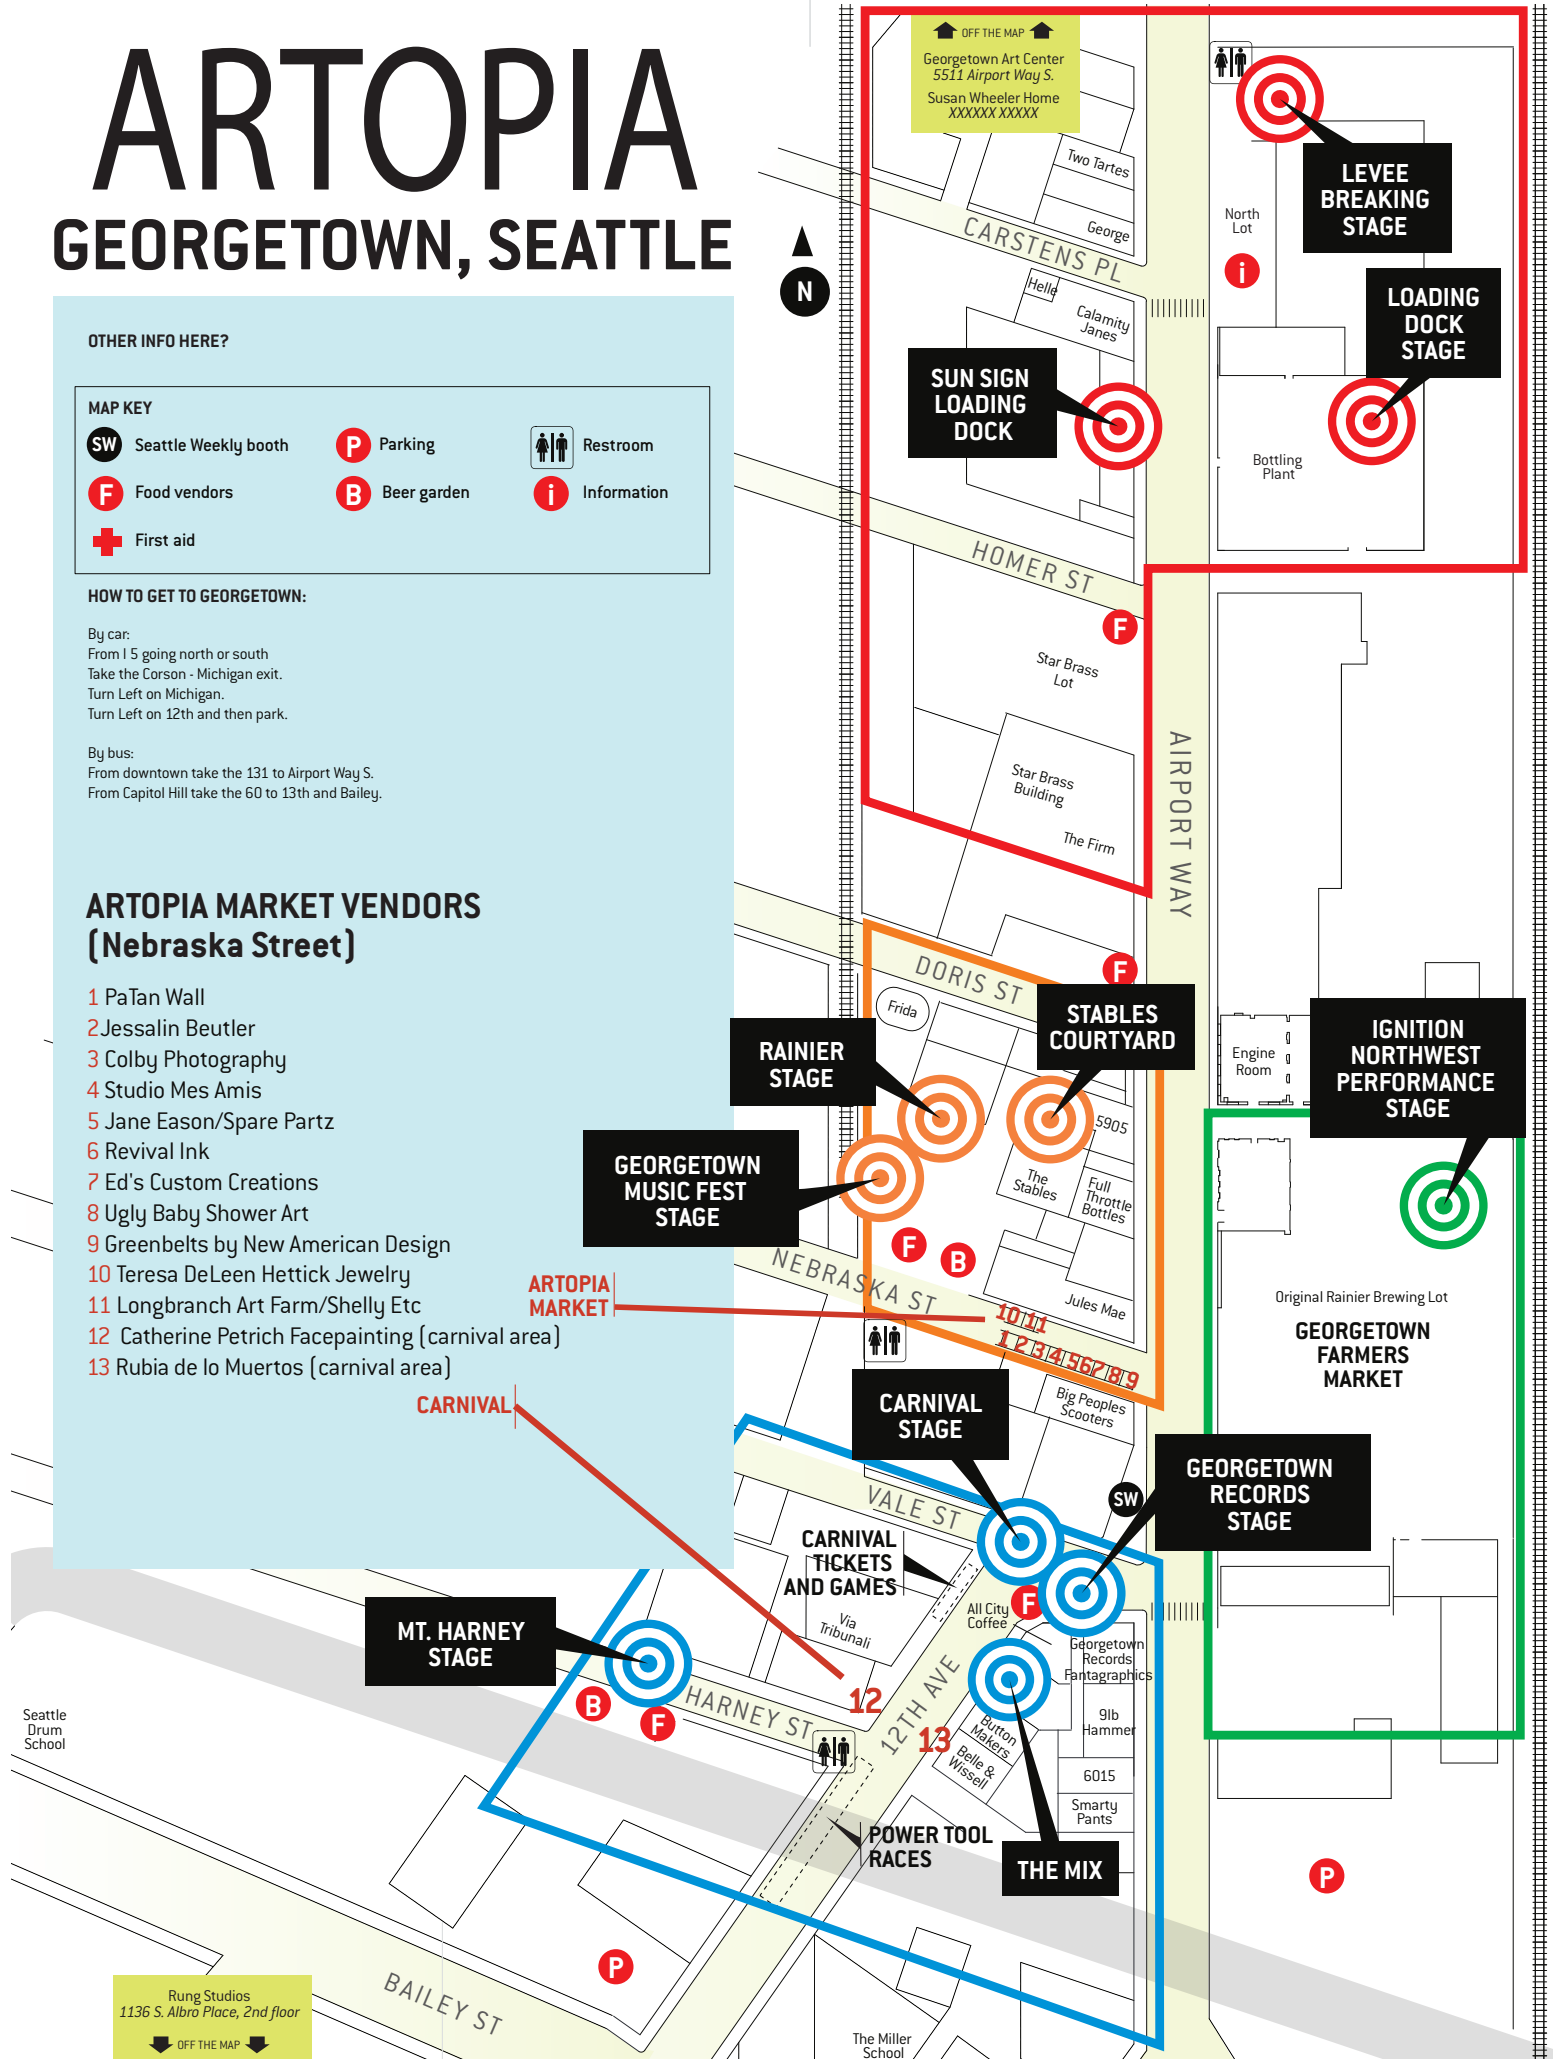 ARTOPIA
GEORGETOWN, SEATTLE
OTHER INFO HERE?
MAP KEY
SW Seattle Weekly booth
P Parking
Restroom
F Food vendors
B Beer garden
i Information
First aid
HOW TO GET TO GEORGETOWN:
By car:
From I 5 going north or south
Take the Corson - Michigan exit.
Turn Left on Michigan.
Turn Left on 12th and then park.
By bus:
From downtown take the 131 to Airport Way S.
From Capitol Hill take the 60 to 13th and Bailey.
ARTOPIA MARKET VENDORS
(Nebraska Street)
1 PaTan Wall
2Jessalin Beutler
3 Colby Photography
4 Studio Mes Amis
5 Jane Eason/Spare Partz
6 Revival Ink
7 Ed's Custom Creations
8 Ugly Baby Shower Art
9 Greenbelts by New American Design
10 Teresa DeLeen Hettick Jewelry
11 Longbranch Art Farm/Shelly Etc
12 Catherine Petrich Facepainting (carnival area)
13 Rubia de lo Muertos (carnival area)
ARTOPIA
MARKET
CARNIVAL
N
OFF THE MAP
Georgetown Art Center
5511 Airport Way S.
Susan Wheeler Home
XXXXXX XXXXX
Two Tartes
George
CARSTENS PL
Helle
Calamity
Janes
LEVEE
BREAKING
STAGE
North
Lot
i
LOADING
DOCK
STAGE
SUN SIGN
LOADING
DOCK
Bottling
Plant
HOMER ST
F
Star Brass
Lot
Star Brass
Building
The Firm
AIRPORT WAY
F
DORIS ST
Frida
STABLES
COURTYARD
RAINIER
STAGE
Engine
Room
IGNITION
NORTHWEST
PERFORMANCE
STAGE
5905
GEORGETOWN
MUSIC FEST
STAGE
The
Stables
Full
Throttle
Bottles
F
B
NEBRASKA ST
Jules Mae
10 11
1 2 3 4 5 6 7 8 9
Original Rainier Brewing Lot
GEORGETOWN
FARMERS
MARKET
Big Peoples
Scooters
CARNIVAL
STAGE
VALE ST
SW
GEORGETOWN
RECORDS
STAGE
CARNIVAL
TICKETS
AND GAMES
Via
Tribunali
All City
Coffee
F
Georgetown
Records
Fantagraphics
MT. HARNEY
STAGE
B
F
HARNEY ST
12
12TH AVE
13
Button
Makers
Belle &
Wissell
9lb
Hammer
6015
Smarty
Pants
Seattle
Drum
School
POWER TOOL
RACES
THE MIX
P
P
BAILEY ST
Rung Studios
1136 S. Albro Place, 2nd floor
OFF THE MAP
The Miller
School